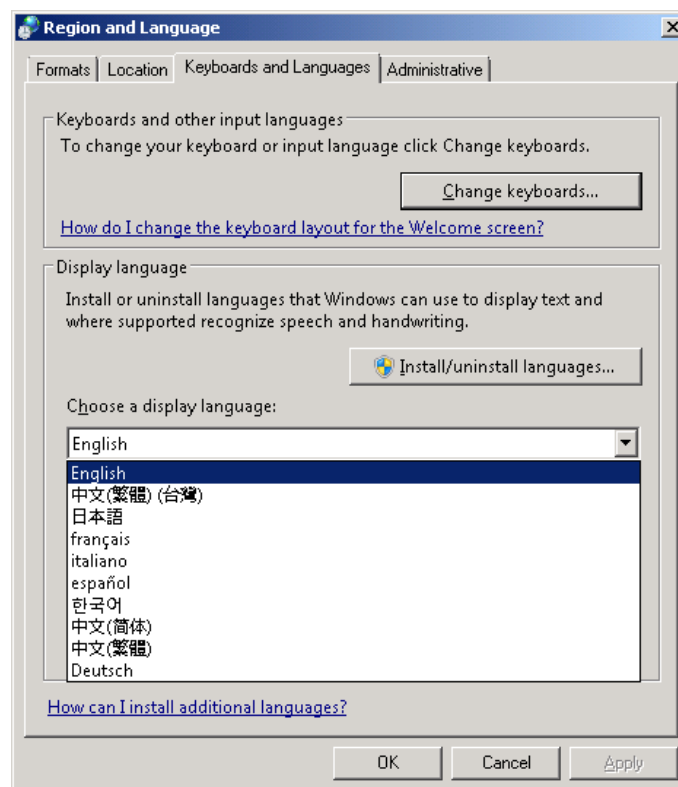 Region and Language
Formats Location Keyboards and Languages Administrative
Keyboards and other input languages
To change your keyboard or input language click Change keyboards.
Change keyboards...
How do I change the keyboard layout for the Welcome screen?
Display language
Install or uninstall languages that Windows can use to display text and
where supported recognize speech and handwriting.
Install/uninstall languages...
Choose a display language:
English
English
中文(繁體) (台灣)
日本語
français
italiano
español
한국어
中文(简体)
中文(繁體)
Deutsch
How can I install additional languages?
OK Cancel Apply